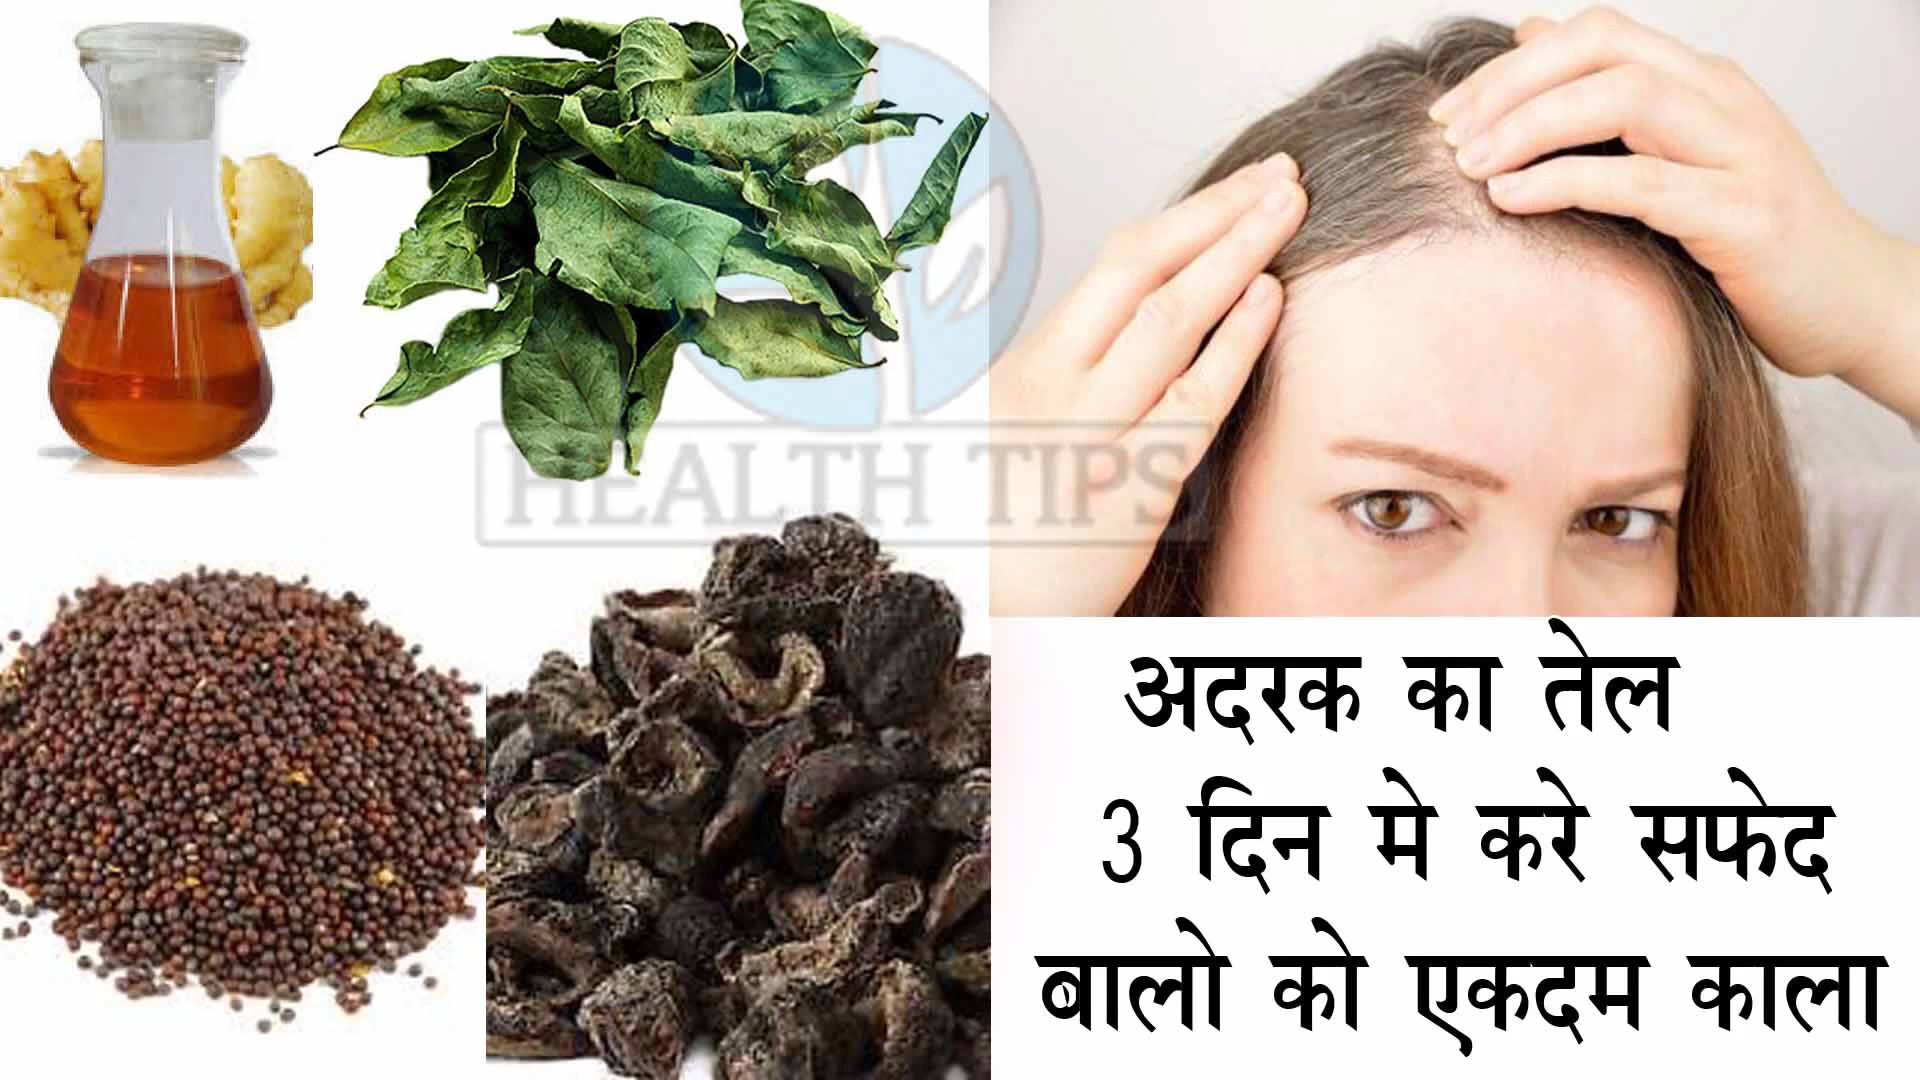 HEALTH TIPS
अदरक का तेल
3 दिन मे करे सफेद
बालो को एकदम काला